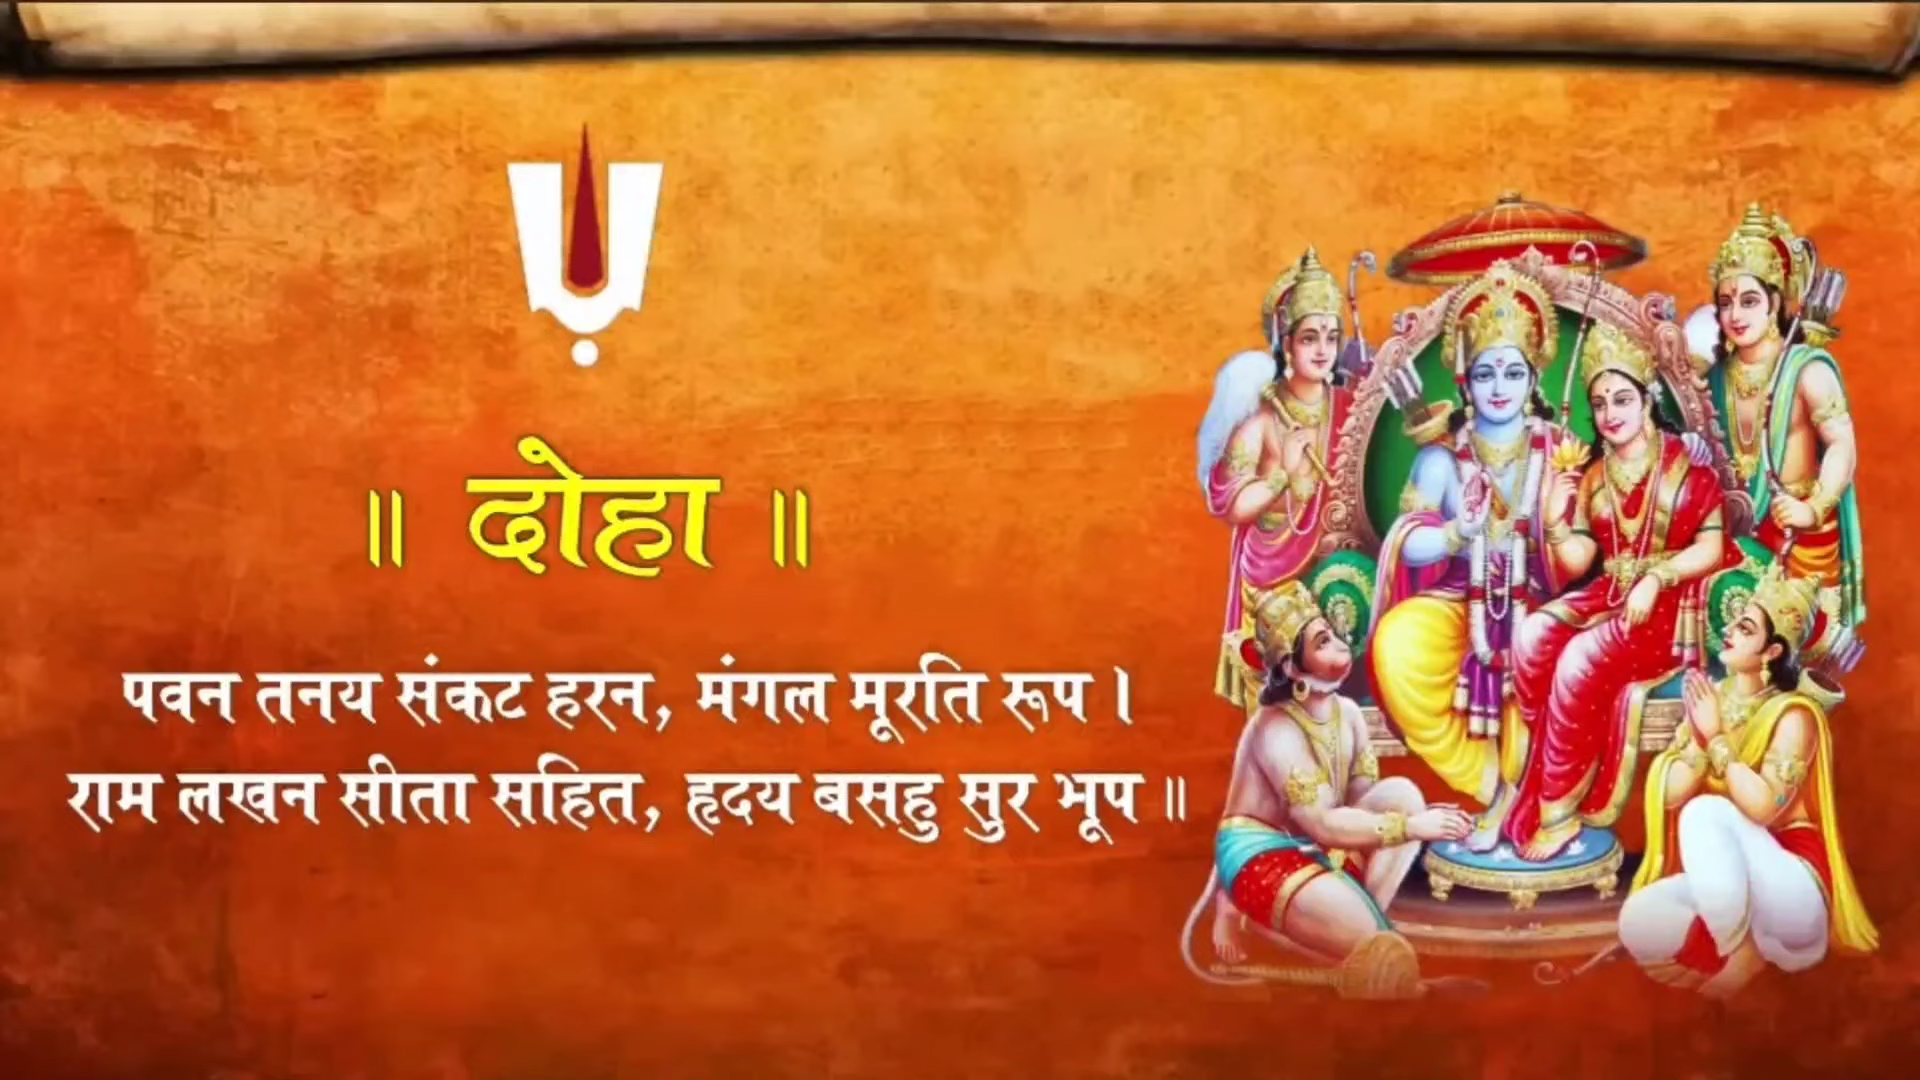 ॥ दोहा ॥
पवन तनय संकट हरन, मंगल मूरति रूप ।
राम लखन सीता सहित, हृदय बसहु सुर भूप ॥